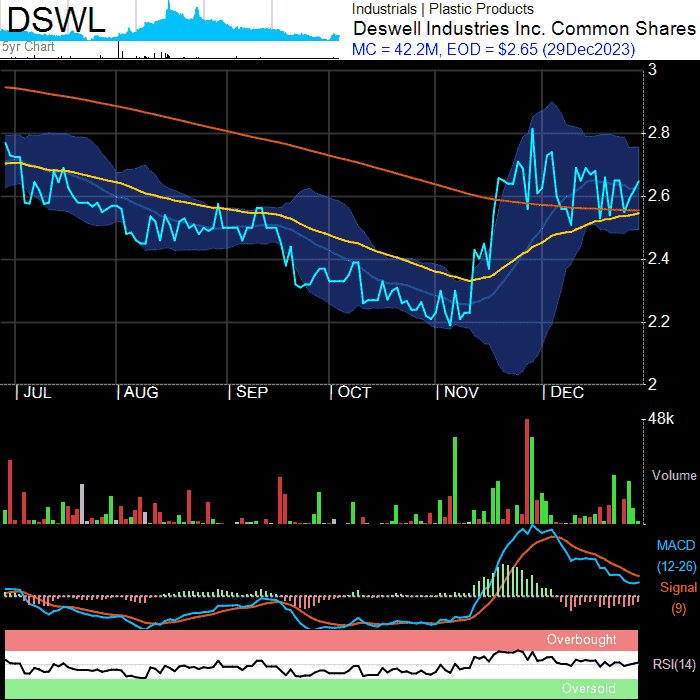 DSWL
5yr Chart
Industrials | Plastic Products
Deswell Industries Inc. Common Shares
MC = 42.2M, EOD = $2.65 (29Dec2023)
3
2.8
2.6
2.4
2.2
2
| JUL | AUG | SEP | OCT | NOV | DEC
48k
Volume
MACD
(12-26)
Signal
(9)
Overbought
RSI(14)
Oversold